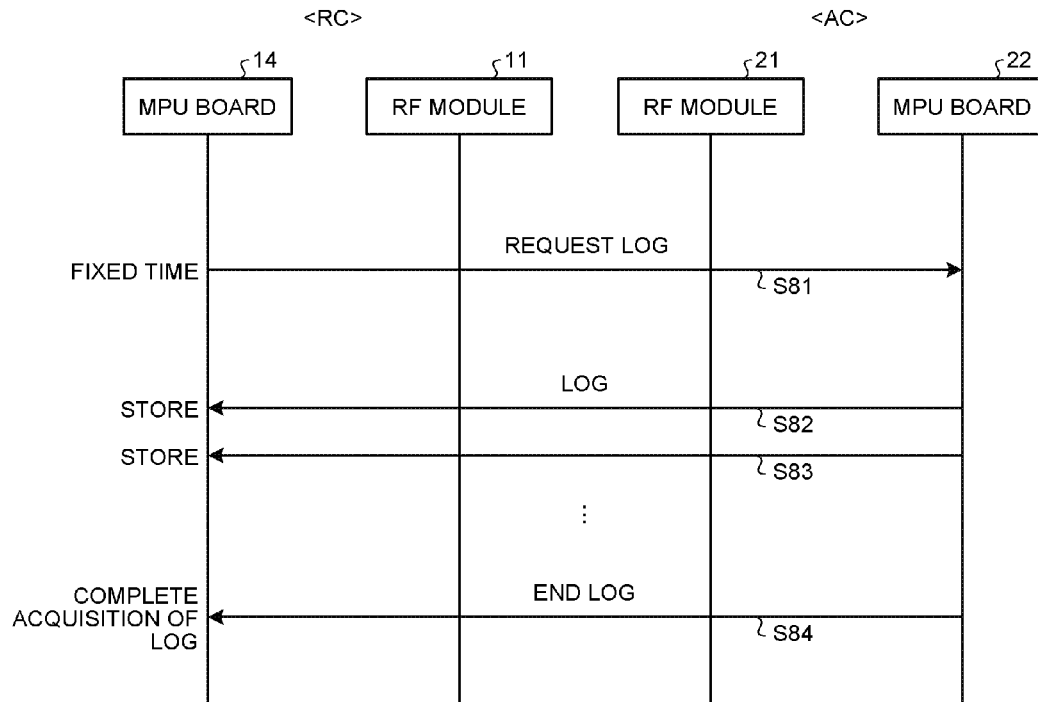 <RC>
<AC>
14
11
21
22
MPU BOARD
RF MODULE
RF MODULE
MPU BOARD
REQUEST LOG
FIXED TIME
S81
LOG
STORE
S82
STORE
S83
⋮
END LOG
COMPLETE
ACQUISITION OF
LOG
S84